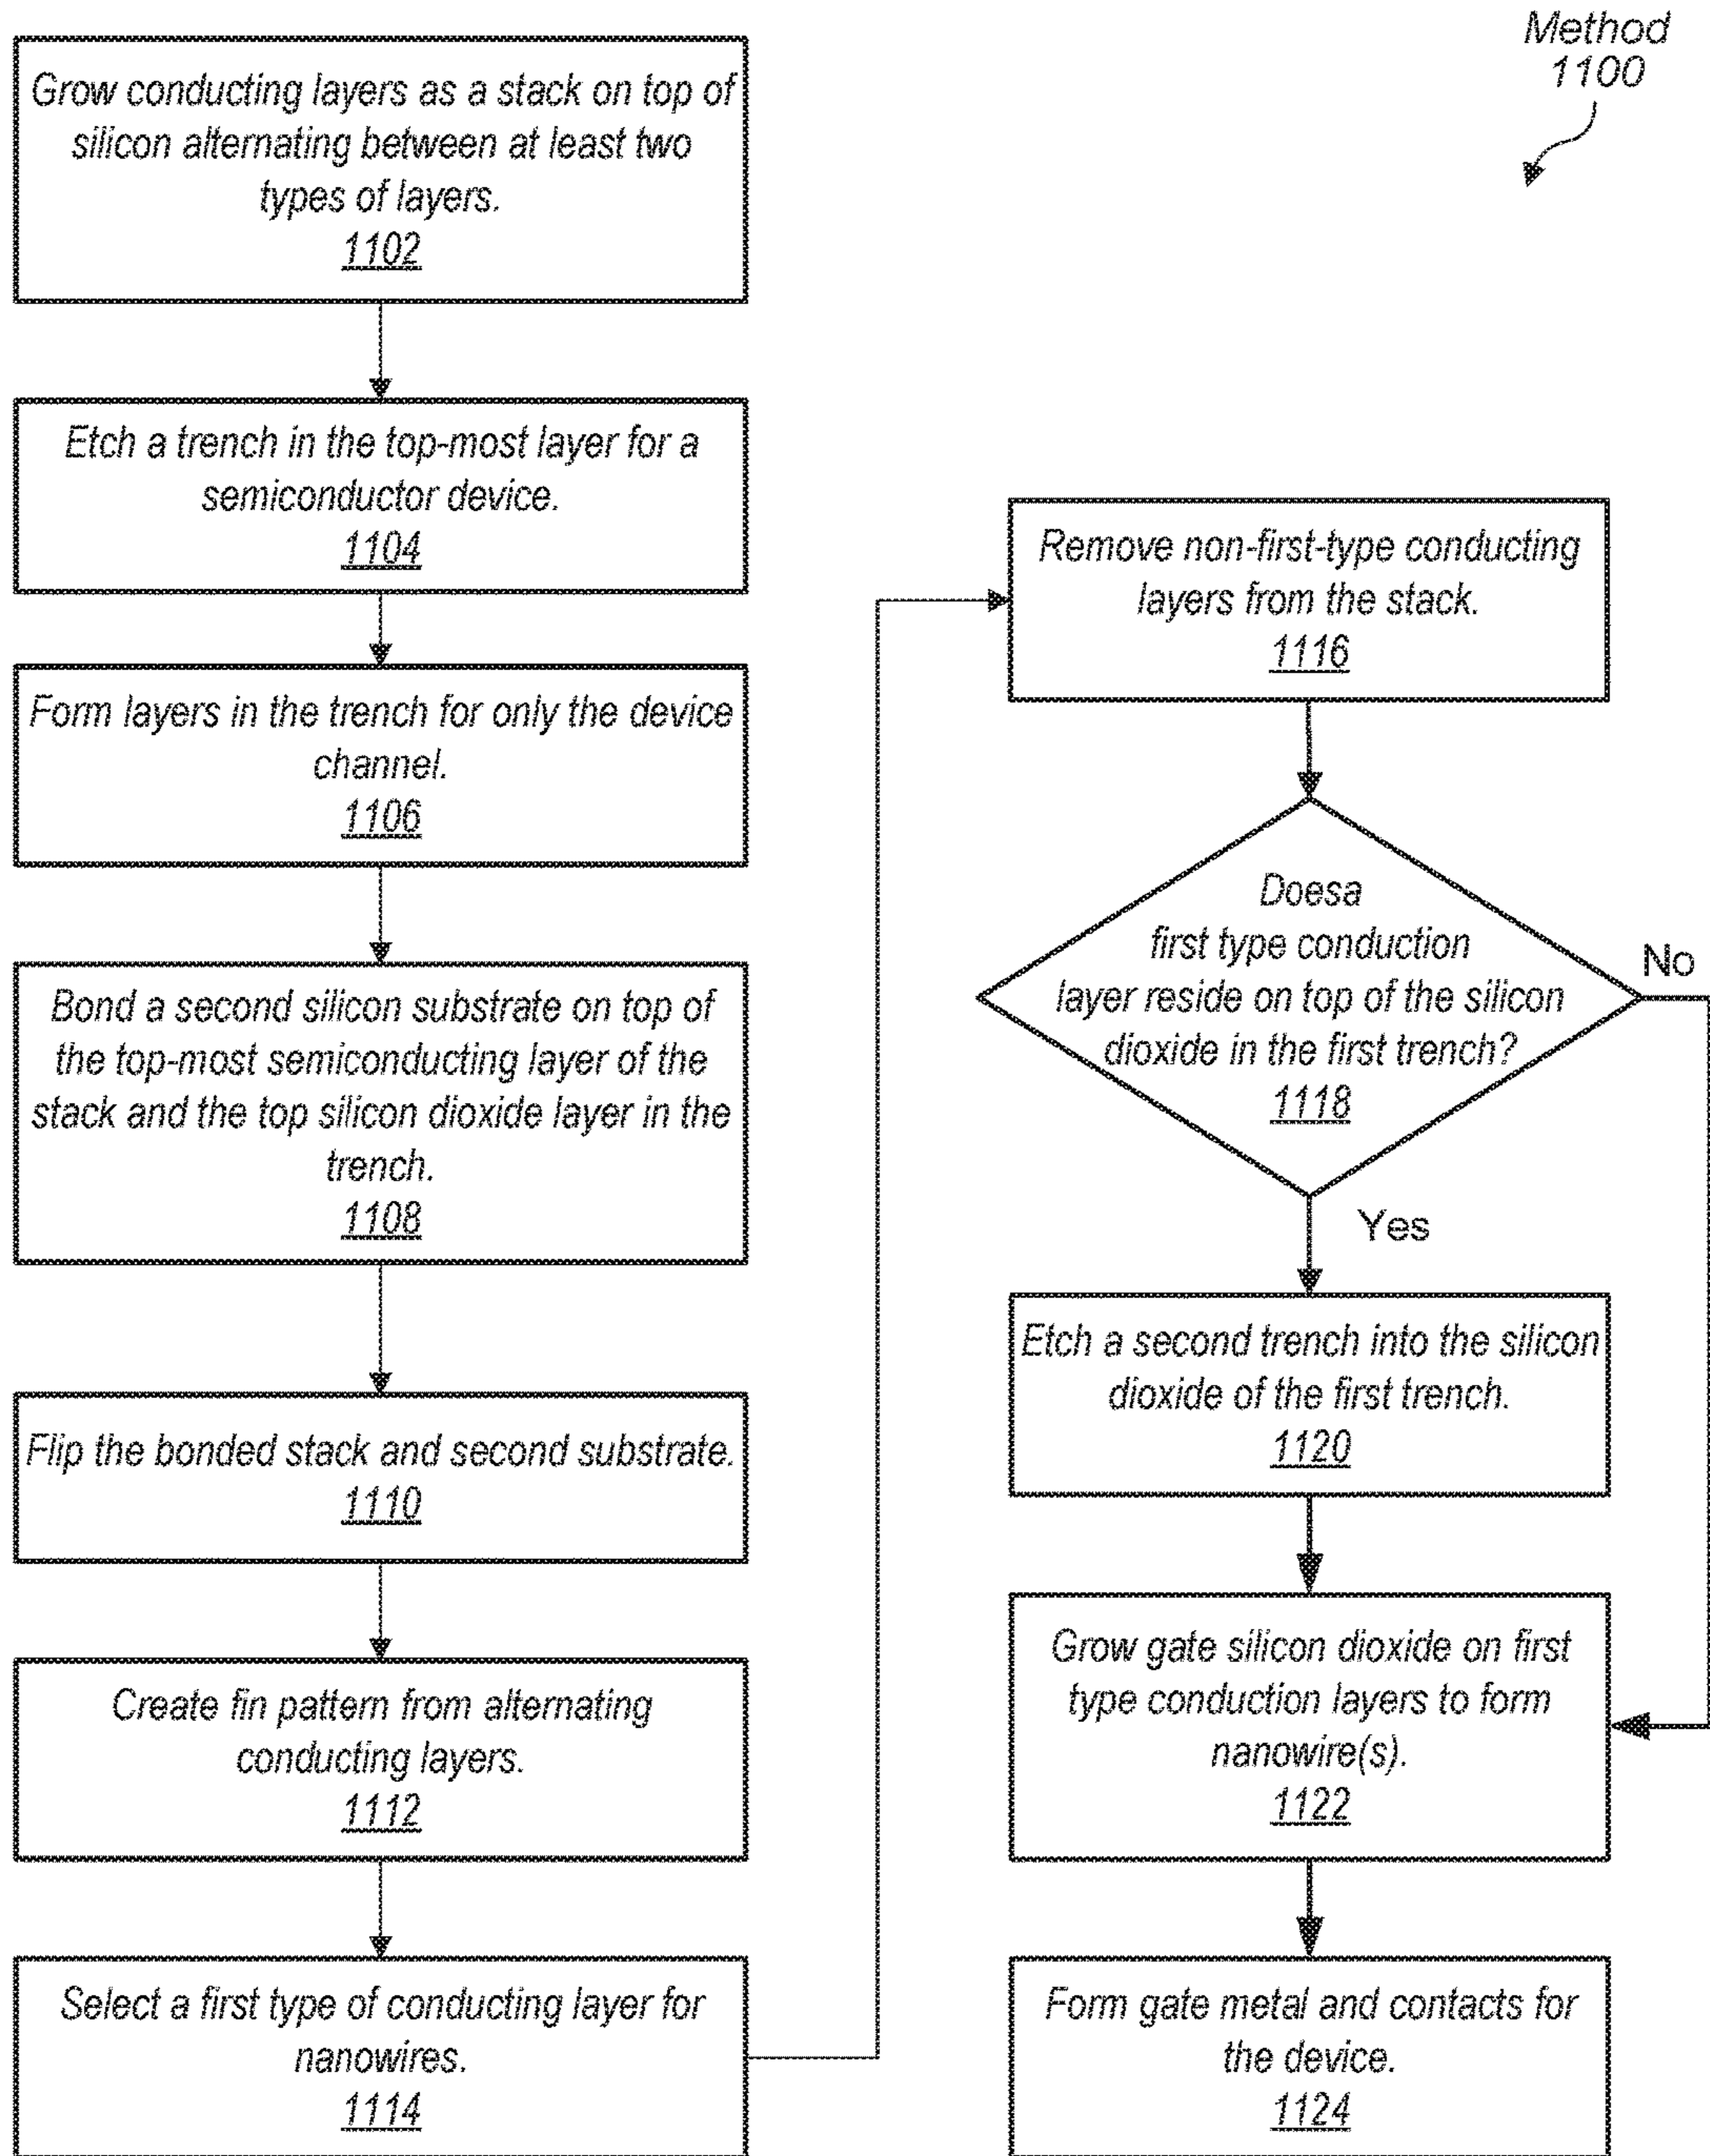 Method
1100
Grow conducting layers as a stack on top of
silicon alternating between at least two
types of layers.
1102
Etch a trench in the top-most layer for a
semiconductor device.
1104
Form layers in the trench for only the device
channel.
1106
Bond a second silicon substrate on top of
the top-most semiconducting layer of the
stack and the top silicon dioxide layer in the
trench.
1108
Flip the bonded stack and second substrate.
1110
Create fin pattern from alternating
conducting layers.
1112
Select a first type of conducting layer for
nanowires.
1114
Remove non-first-type conducting
layers from the stack.
1116
Doesa
first type conduction
layer reside on top of the silicon
dioxide in the first trench?
1118
No
Yes
Etch a second trench into the silicon
dioxide of the first trench.
1120
Grow gate silicon dioxide on first
type conduction layers to form
nanowire(s).
1122
Form gate metal and contacts for
the device.
1124